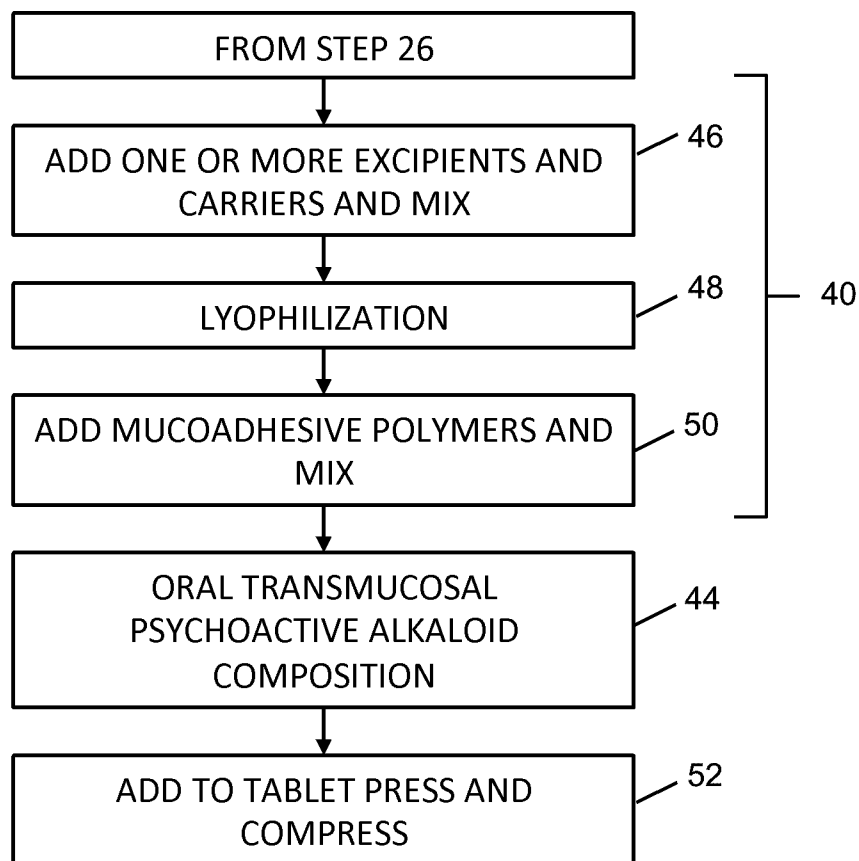 FROM STEP 26
ADD ONE OR MORE EXCIPIENTS AND
CARRIERS AND MIX
46
LYOPHILIZATION
48
40
ADD MUCOADHESIVE POLYMERS AND
MIX
50
ORAL TRANSMUCOSAL
PSYCHOACTIVE ALKALOID
COMPOSITION
44
ADD TO TABLET PRESS AND
COMPRESS
52